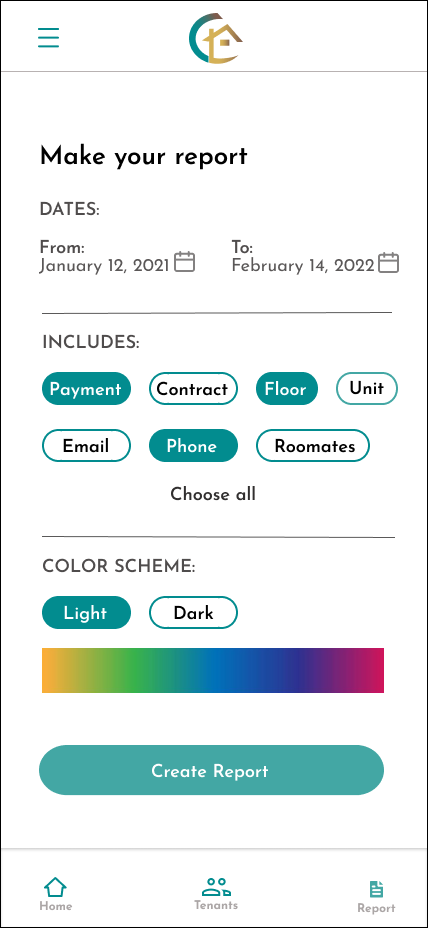 Make your report
DATES:
From: To:
January 12, 2021 February 14, 2022
INCLUDES:
Payment Contract Floor Unit
Email Phone Roomates
Choose all
COLOR SCHEME:
Light Dark
Create Report
Home Tenants Report